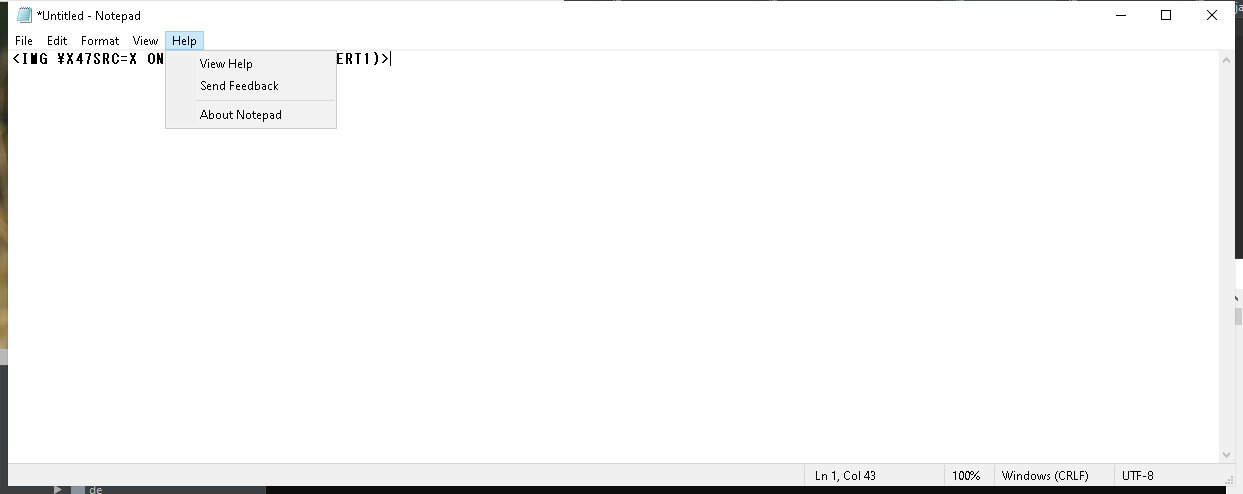 *Untitled - Notepad
File Edit Format View Help
<IMG ¥X47SRC=X ON ERT1)>
View Help
Send Feedback
About Notepad
Ln 1, Col 43 100% Windows (CRLF) UTF-8
de